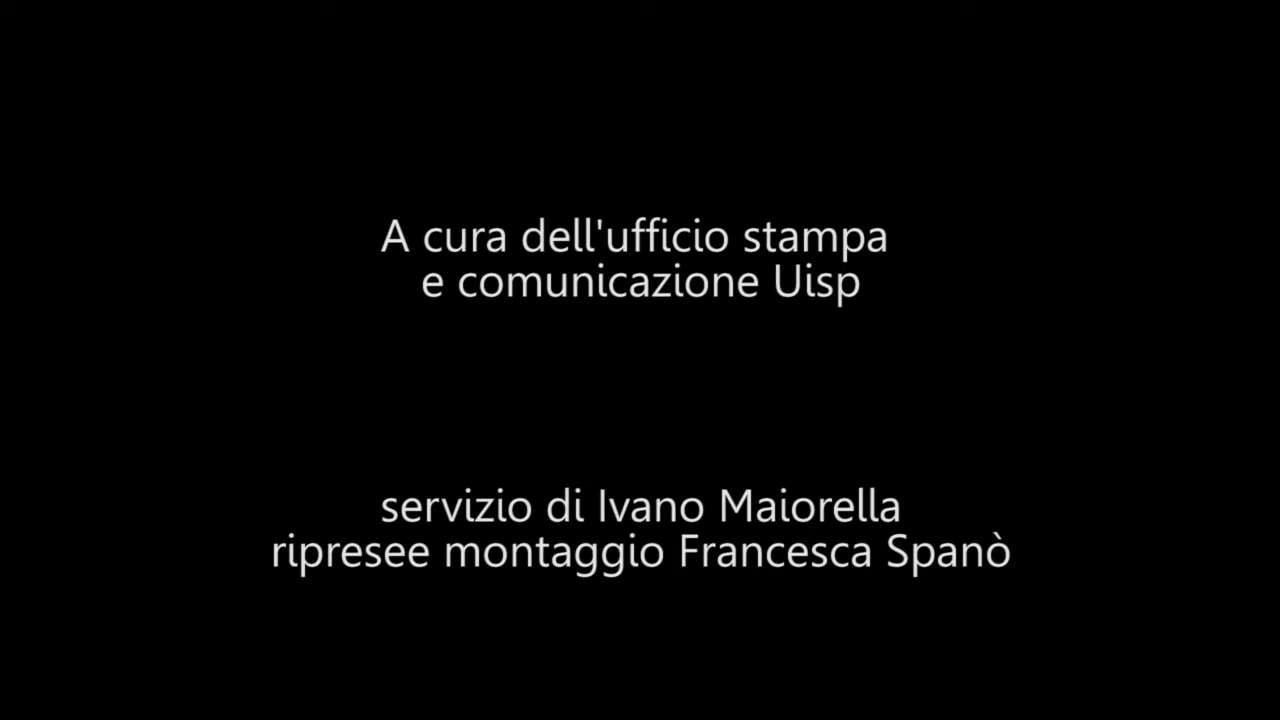 A cura dell'ufficio stampa
e comunicazione Uisp
servizio di Ivano Maiorella
ripresee montaggio Francesca Spanò